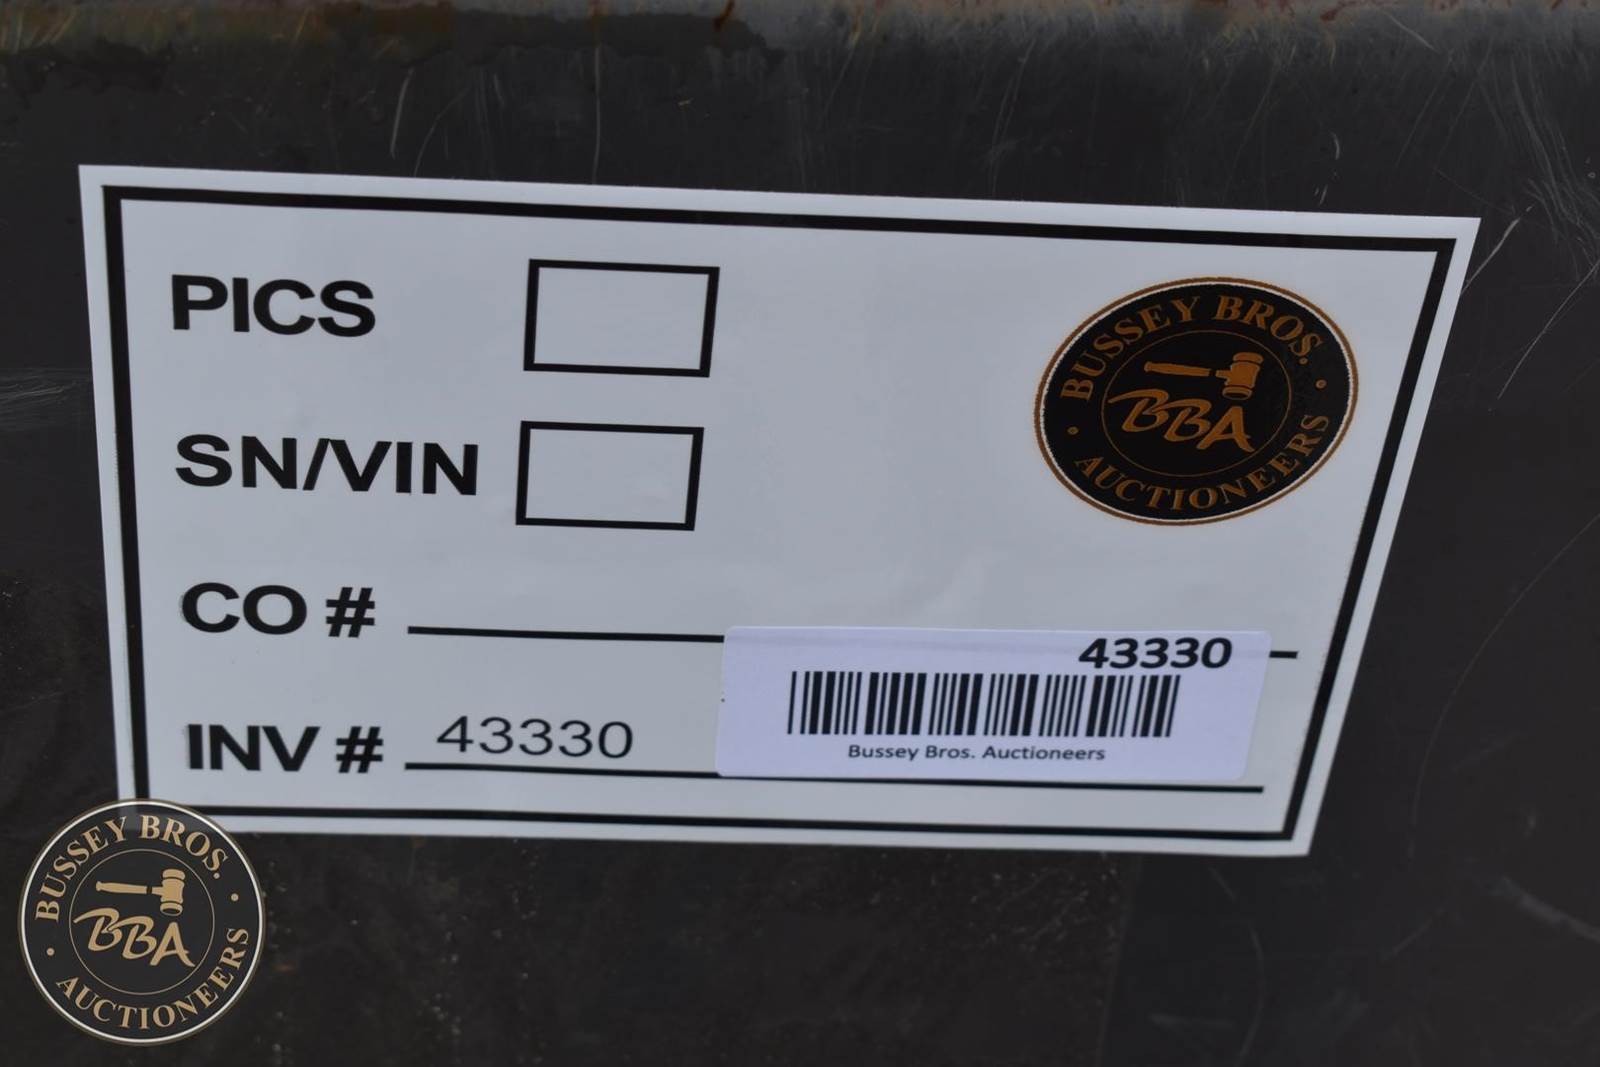 PICS
BUSSEY BROS.
BBA
AUCTIONEERS
SN/VIN
CO #
43330
INV # 43330
Bussey Bros. Auctioneers
BUSSEY BROS.
BBA
AUCTIONEERS